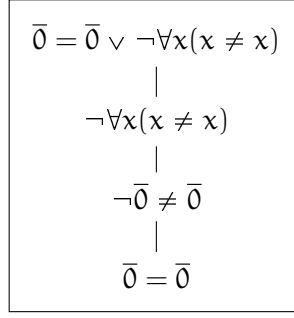 0̅ = 0̅ ∨ ¬∀x(x ≠ x)
¬∀x(x ≠ x)
¬0̅ ≠ 0̅
0̅ = 0̅